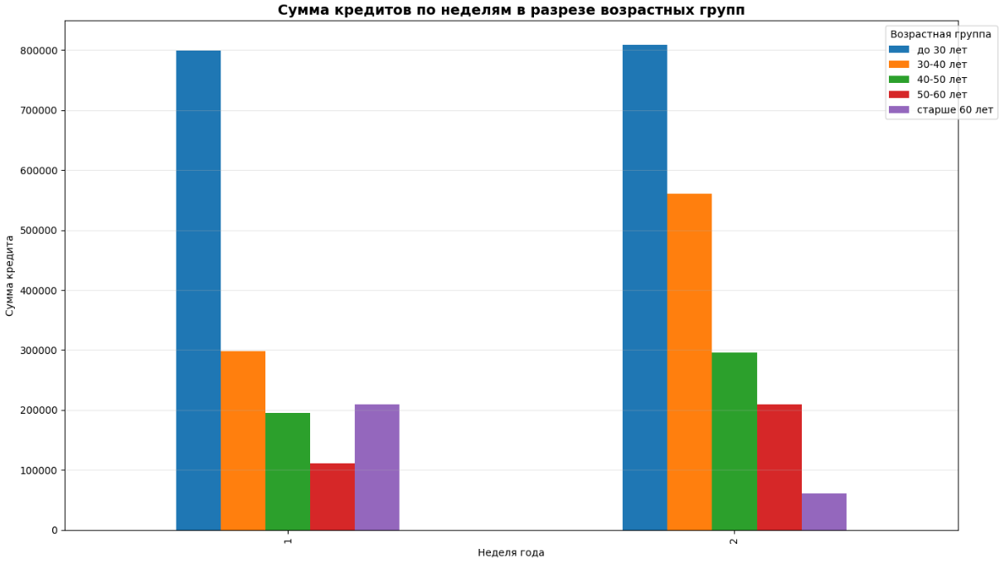 Сумма кредитов по неделям в разрезе возрастных групп
Возрастная группа
до 30 лет
30-40 лет
40-50 лет
50-60 лет
старше 60 лет
Сумма кредита
800000
700000
600000
500000
400000
300000
200000
100000
0
1
2
Неделя года